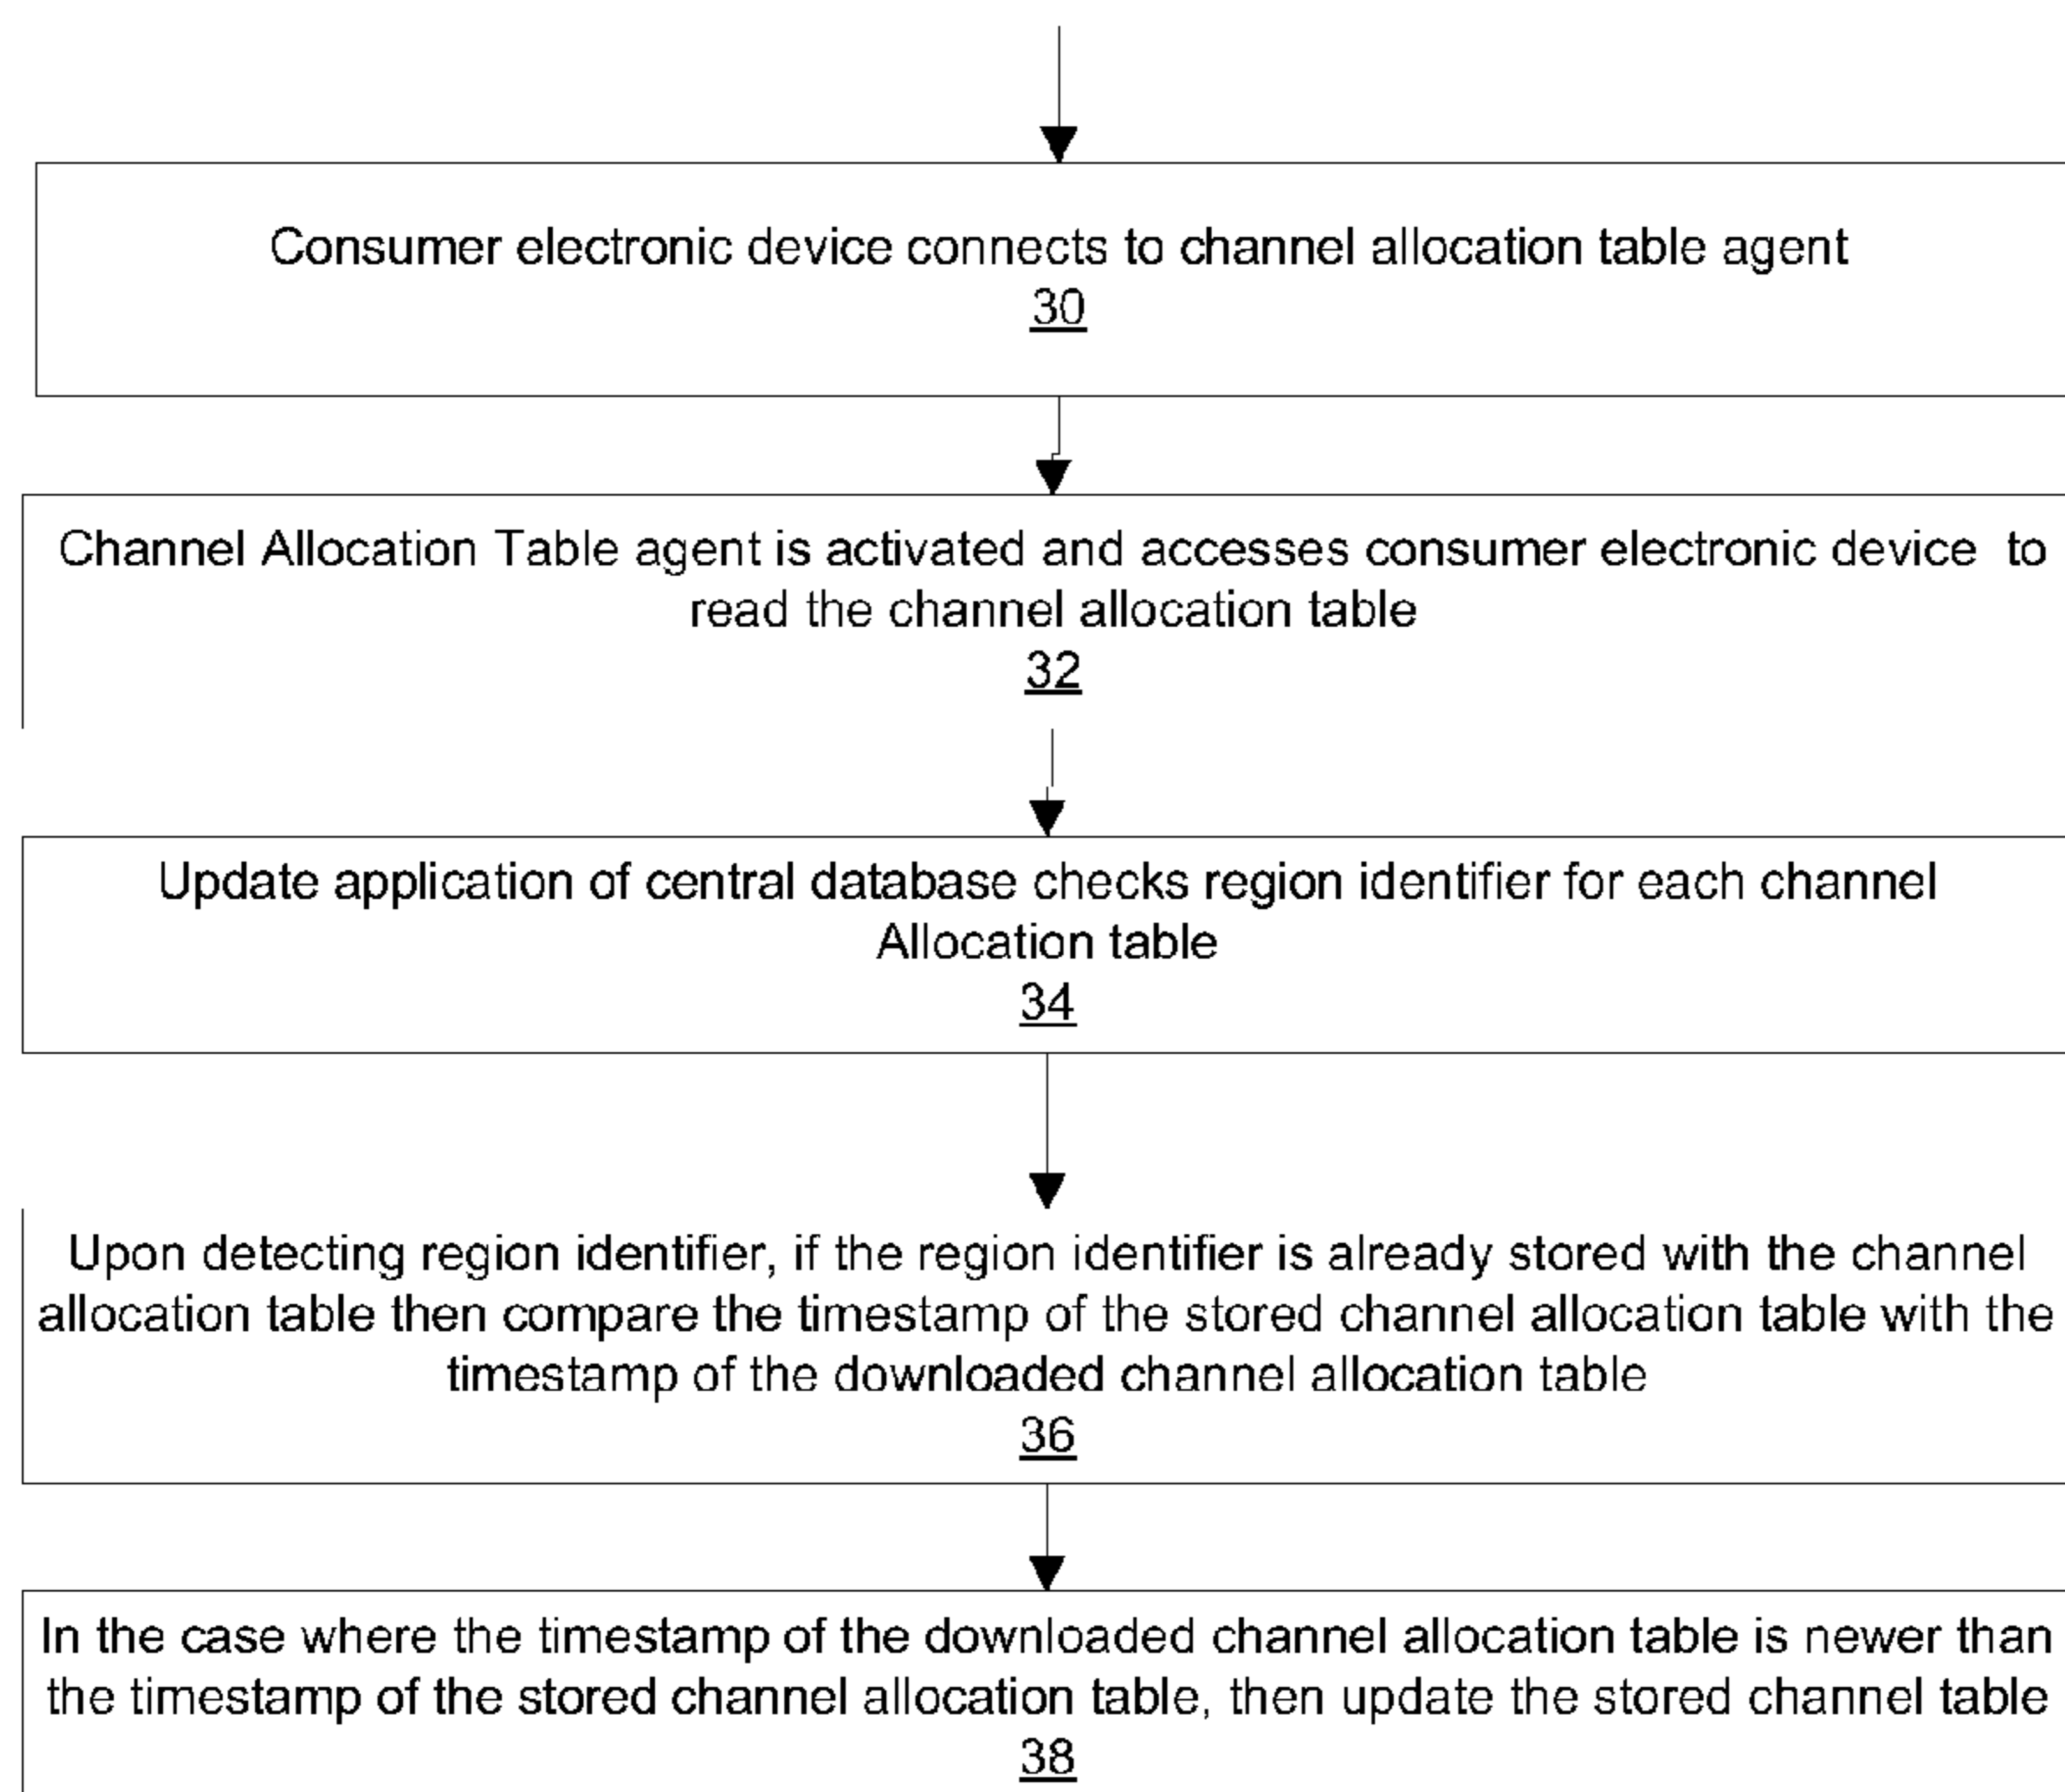 Consumer electronic device connects to channel allocation table agent
30
Channel Allocation Table agent is activated and accesses consumer electronic device to
read the channel allocation table
32
Update application of central database checks region identifier for each channel
Allocation table
34
Upon detecting region identifier, if the region identifier is already stored with the channel
allocation table then compare the timestamp of the stored channel allocation table with the
timestamp of the downloaded channel allocation table
36
In the case where the timestamp of the downloaded channel allocation table is newer than
the timestamp of the stored channel allocation table, then update the stored channel table
38